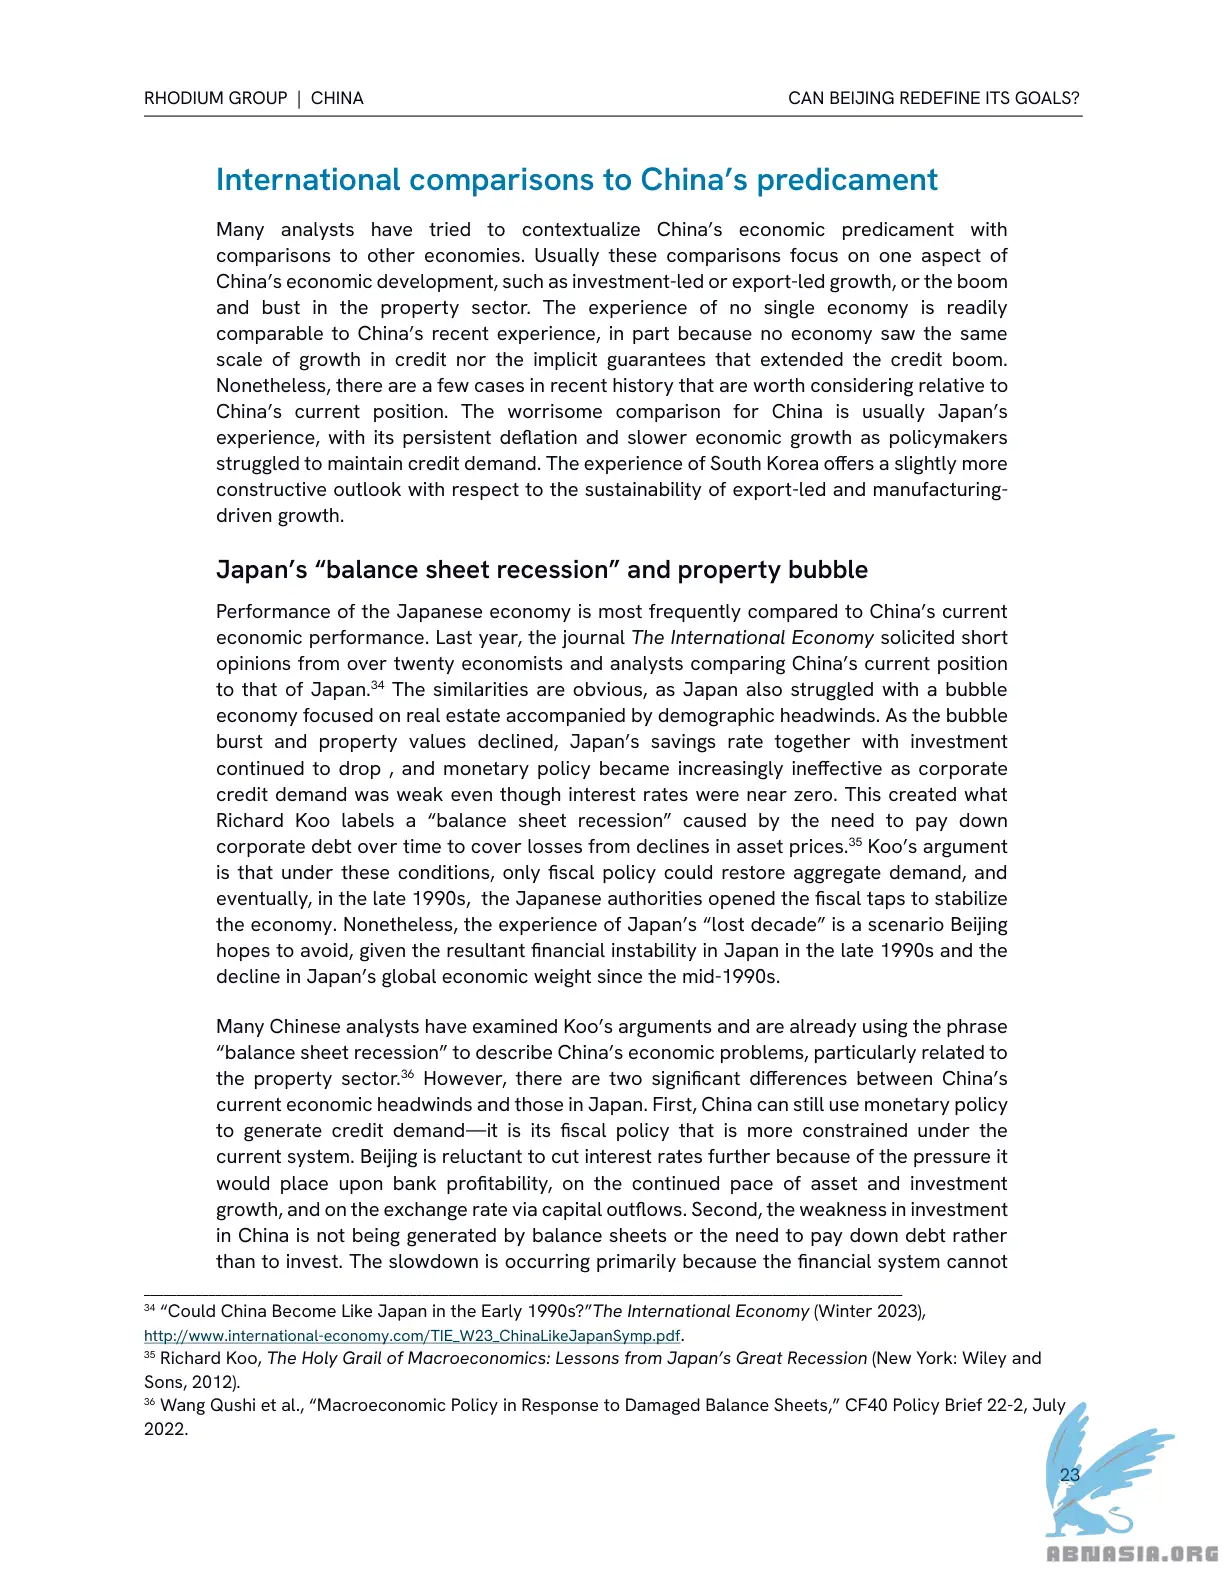 RHODIUM GROUP | CHINA
CAN BEIJING REDEFINE ITS GOALS?
International comparisons to China’s predicament
Many analysts have tried to contextualize China’s economic predicament with
comparisons to other economies. Usually these comparisons focus on one aspect of
China’s economic development, such as investment-led or export-led growth, or the boom
and bust in the property sector. The experience of no single economy is readily
comparable to China’s recent experience, in part because no economy saw the same
scale of growth in credit nor the implicit guarantees that extended the credit boom.
Nonetheless, there are a few cases in recent history that are worth considering relative to
China’s current position. The worrisome comparison for China is usually Japan’s
experience, with its persistent deflation and slower economic growth as policymakers
struggled to maintain credit demand. The experience of South Korea offers a slightly more
constructive outlook with respect to the sustainability of export-led and manufacturing-
driven growth.
Japan’s “balance sheet recession” and property bubble
Performance of the Japanese economy is most frequently compared to China’s current
economic performance. Last year, the journal The International Economy solicited short
opinions from over twenty economists and analysts comparing China’s current position
to that of Japan.34 The similarities are obvious, as Japan also struggled with a bubble
economy focused on real estate accompanied by demographic headwinds. As the bubble
burst and property values declined, Japan’s savings rate together with investment
continued to drop , and monetary policy became increasingly ineffective as corporate
credit demand was weak even though interest rates were near zero. This created what
Richard Koo labels a “balance sheet recession” caused by the need to pay down
corporate debt over time to cover losses from declines in asset prices.35 Koo’s argument
is that under these conditions, only fiscal policy could restore aggregate demand, and
eventually, in the late 1990s, the Japanese authorities opened the fiscal taps to stabilize
the economy. Nonetheless, the experience of Japan’s “lost decade” is a scenario Beijing
hopes to avoid, given the resultant financial instability in Japan in the late 1990s and the
decline in Japan’s global economic weight since the mid-1990s.
Many Chinese analysts have examined Koo’s arguments and are already using the phrase
“balance sheet recession” to describe China’s economic problems, particularly related to
the property sector.36 However, there are two significant differences between China’s
current economic headwinds and those in Japan. First, China can still use monetary policy
to generate credit demand—it is its fiscal policy that is more constrained under the
current system. Beijing is reluctant to cut interest rates further because of the pressure it
would place upon bank profitability, on the continued pace of asset and investment
growth, and on the exchange rate via capital outflows. Second, the weakness in investment
in China is not being generated by balance sheets or the need to pay down debt rather
than to invest. The slowdown is occurring primarily because the financial system cannot
34 “Could China Become Like Japan in the Early 1990s?”The International Economy (Winter 2023),
http://www.international-economy.com/TIE_W23_ChinaLikeJapanSymp.pdf.
35 Richard Koo, The Holy Grail of Macroeconomics: Lessons from Japan’s Great Recession (New York: Wiley and
Sons, 2012).
36 Wang Qushi et al., “Macroeconomic Policy in Response to Damaged Balance Sheets,” CF40 Policy Brief 22-2, July
2022.
23
ABNASIA.ORG